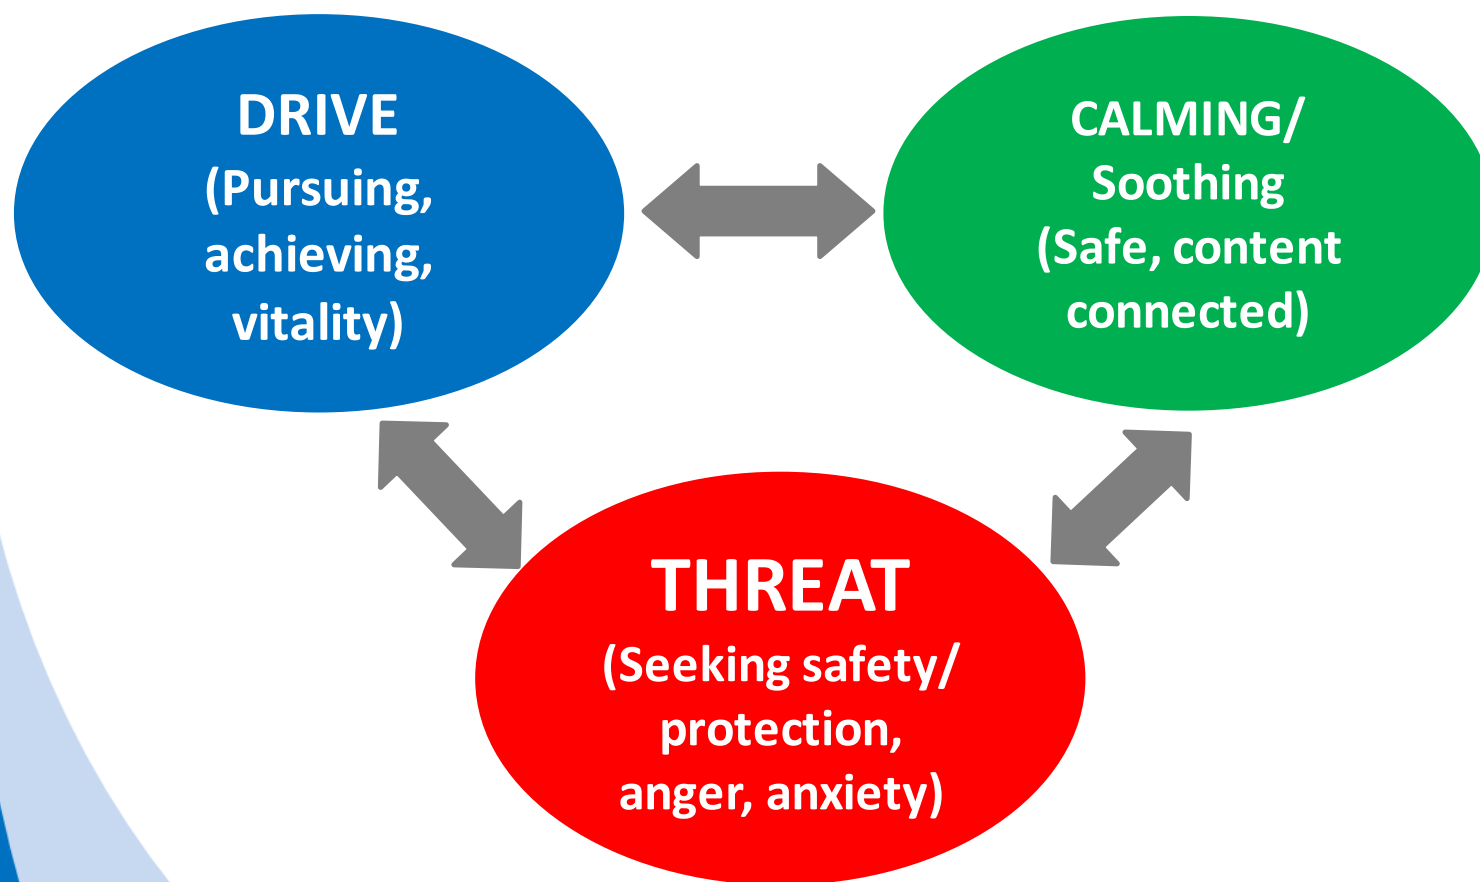 DRIVE
(Pursuing,
achieving,
vitality)
CALMING/
Soothing
(Safe, content
connected)
THREAT
(Seeking safety/
protection,
anger, anxiety)